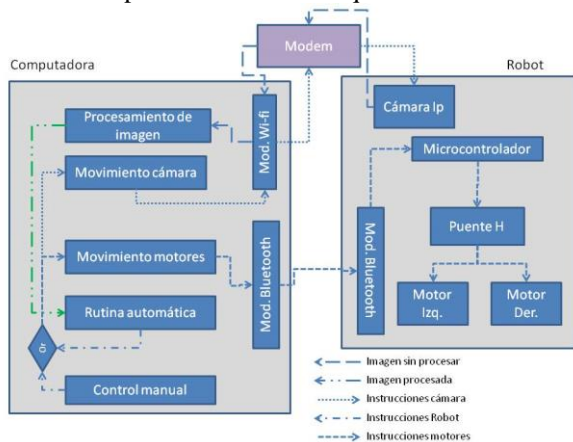 Modem
Computadora
Robot
Procesamiento de
imagen
Mod. Wi-fi
Cámara Ip
Movimiento cámara
Microcontrolador
Movimiento motores
Mod. Bluetooth
Mod. Bluetooth
Puente H
Rutina automática
Motor
Izq.
Motor
Der.
Or
Control manual
Imagen sin procesar
Imagen procesada
Instrucciones cámara
Instrucciones Robot
Instrucciones motores